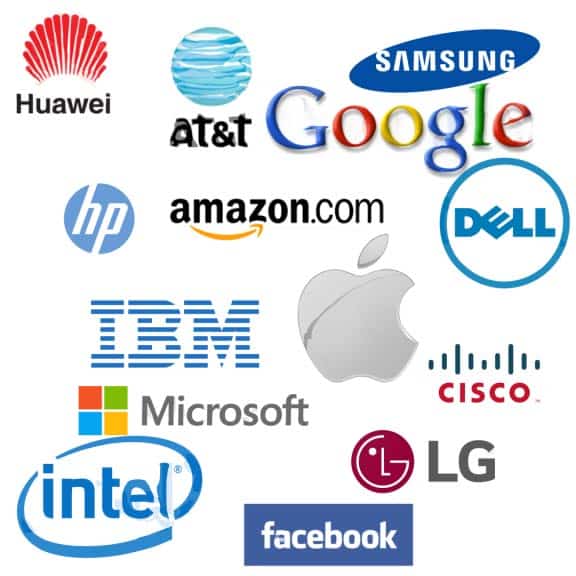 SAMSUNG
Huawei
AT&T
Google
hp
amazon.com
DELL
IBM
CISCO
Microsoft
LG
intel®
facebook